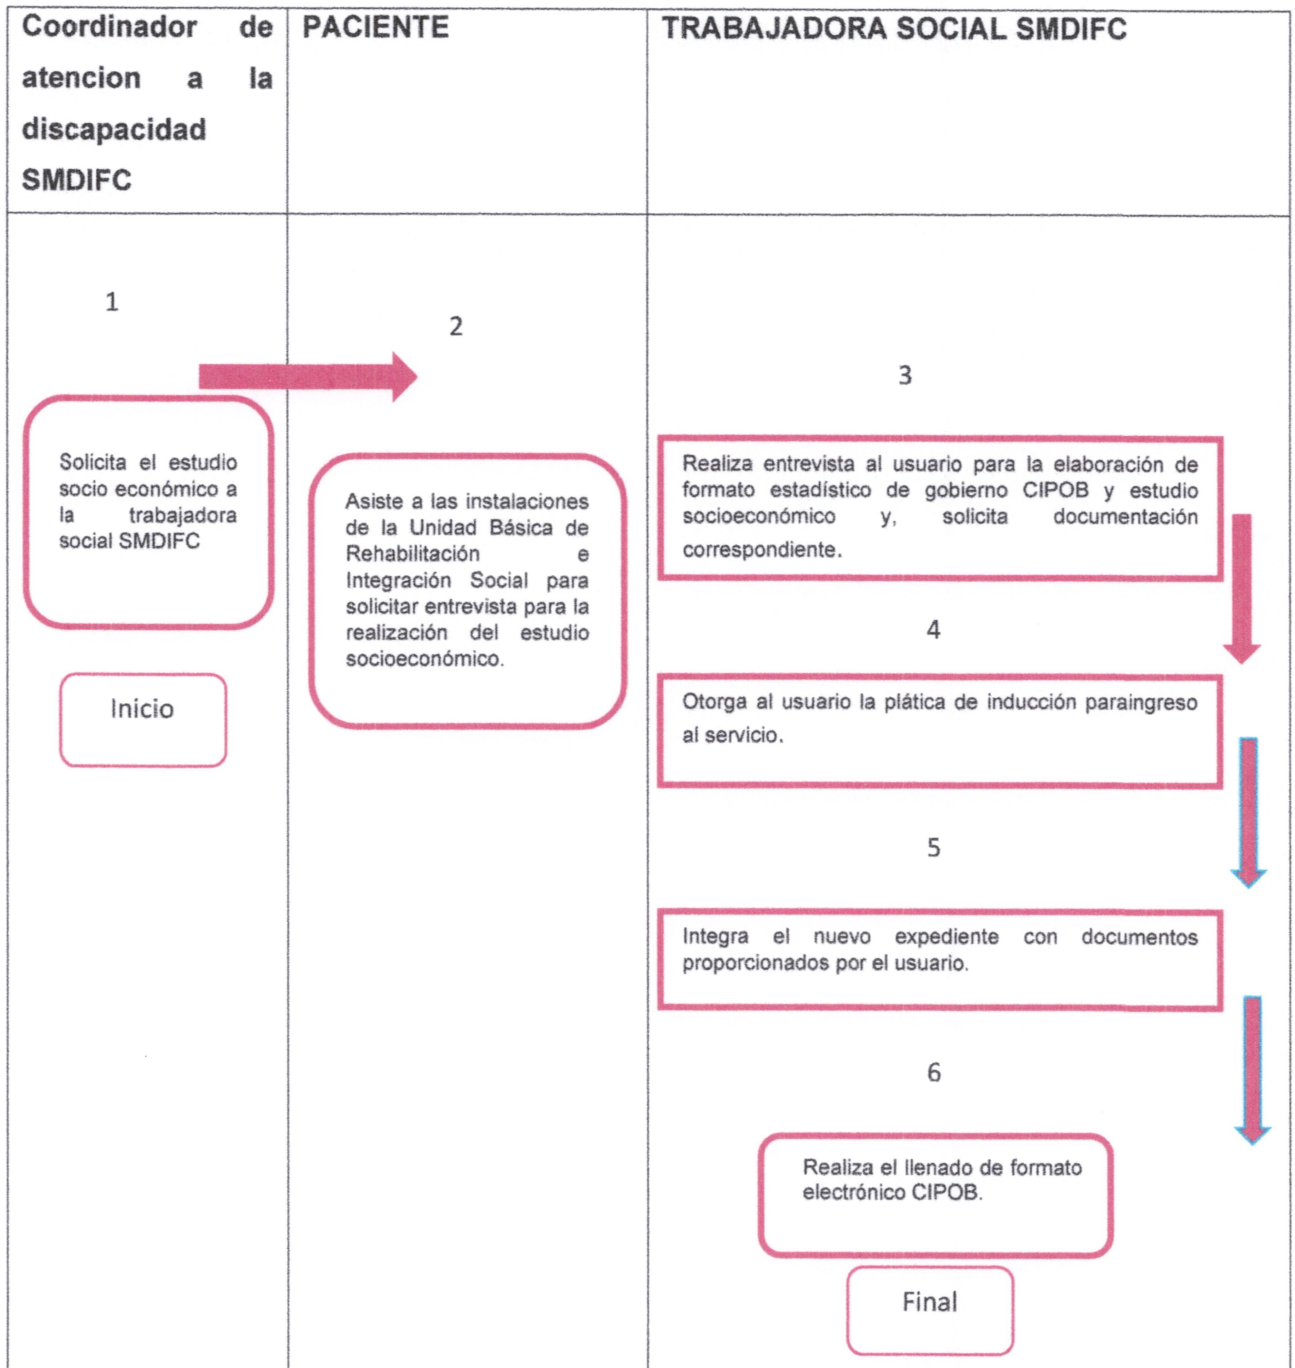 Coordinador de
atencion a la
discapacidad
SMDIFC
PACIENTE
TRABAJADORA SOCIAL SMDIFC
1
Solicita el estudio
socio económico a
la trabajadora
social SMDIFC
Inicio
2
Asiste a las instalaciones
de la Unidad Básica de
Rehabilitación e
Integración Social para
solicitar entrevista para la
realización del estudio
socioeconómico.
3
Realiza entrevista al usuario para la elaboración de
formato estadístico de gobierno CIPOB y estudio
socioeconómico y, solicita documentación
correspondiente.
4
Otorga al usuario la plática de inducción paraingreso
al servicio.
5
Integra el nuevo expediente con documentos
proporcionados por el usuario.
6
Realiza el llenado de formato
electrónico CIPOB.
Final